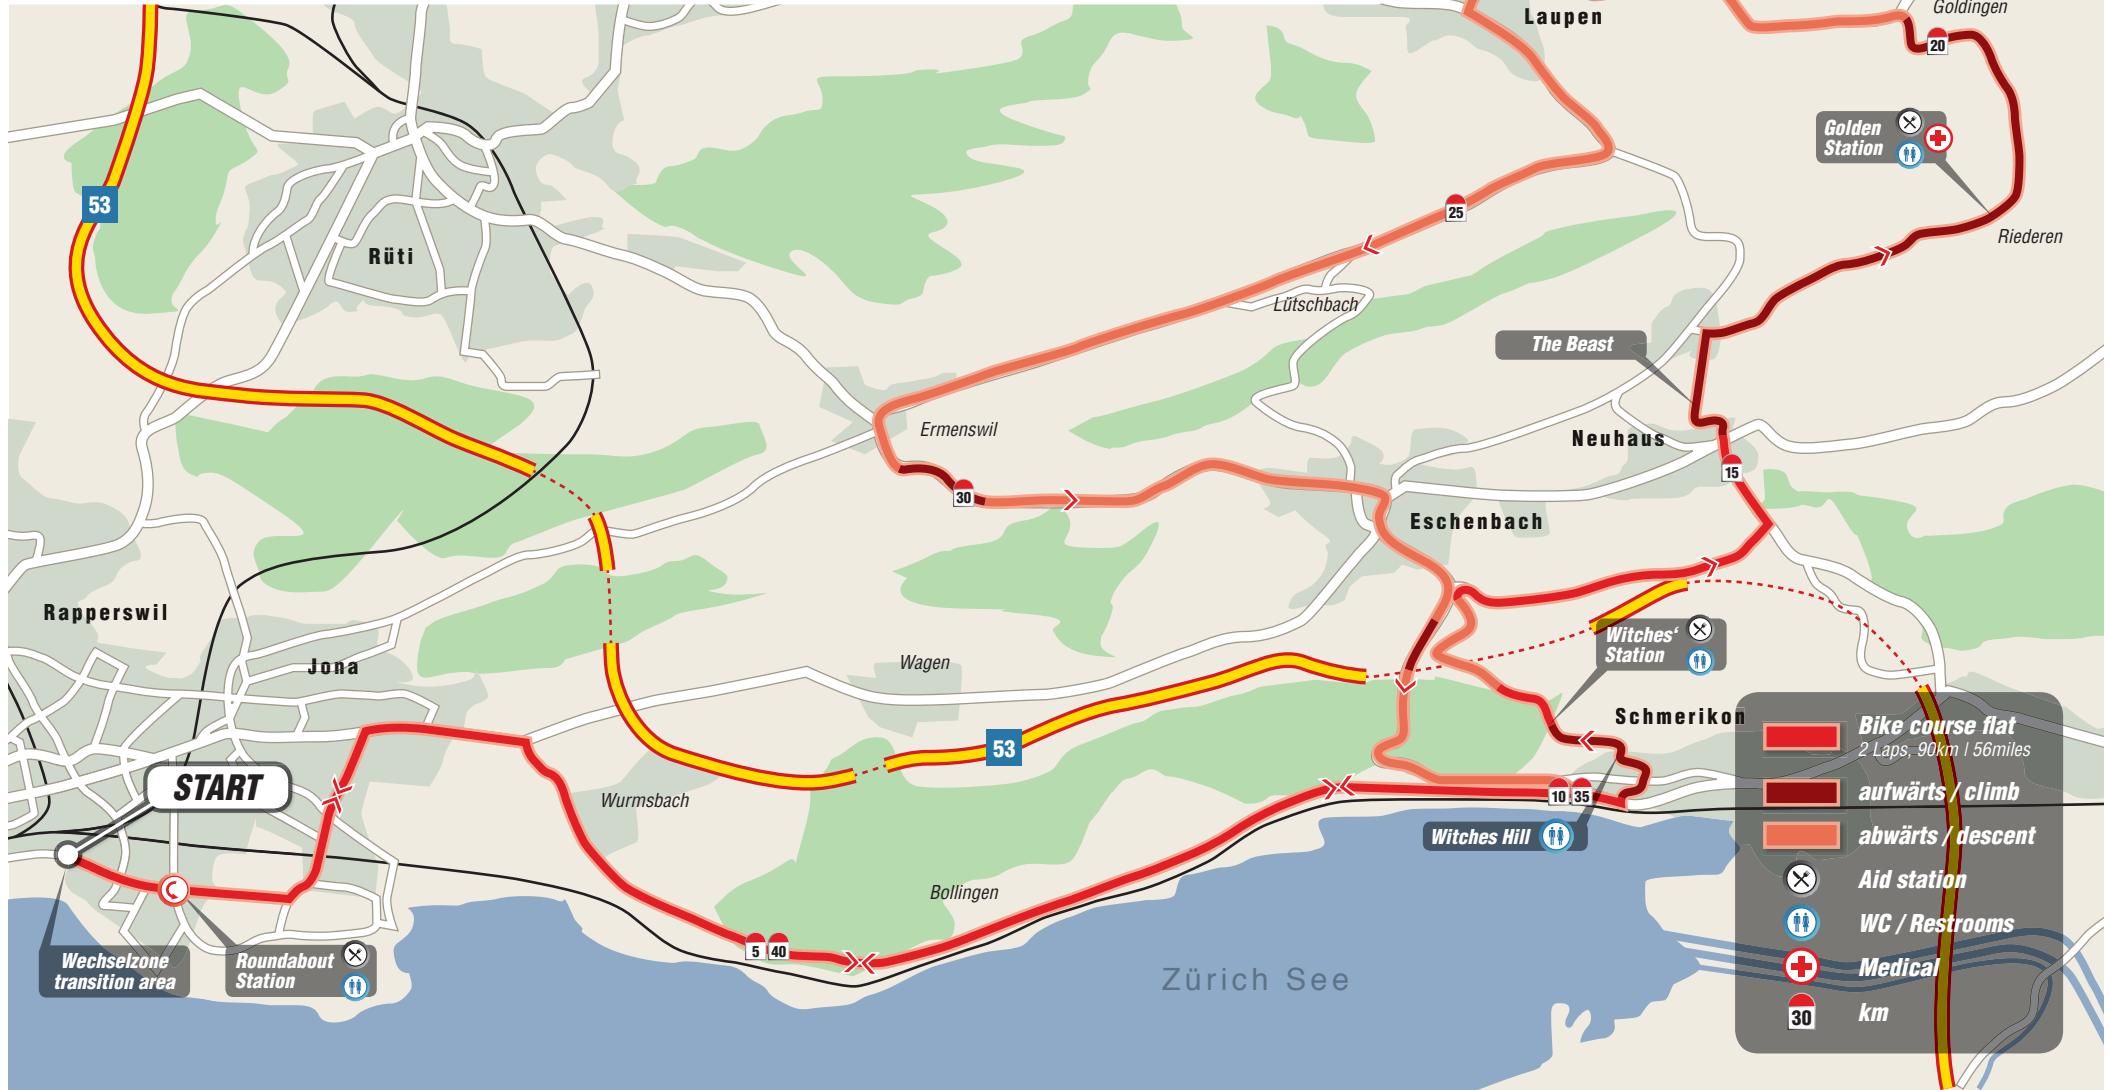 Goldingen
Laupen
20
Golden
Station
53
25
Riederen
Rüti
Lütschbach
The Beast
Ermenswil
Neuhaus
15
30
Eschenbach
Rapperswil
Witches‘
Station
Jona
Wagen
Schmerikon
53
START
Wurmsbach
10 35
Witches Hill
Bollingen
5 40
Wechselzone
transition area
Roundabout
Station
Zürich See
Bike course flat
2 Laps, 90km | 56miles
aufwärts / climb
abwärts / descent
Aid station
WC / Restrooms
Medical
30 km